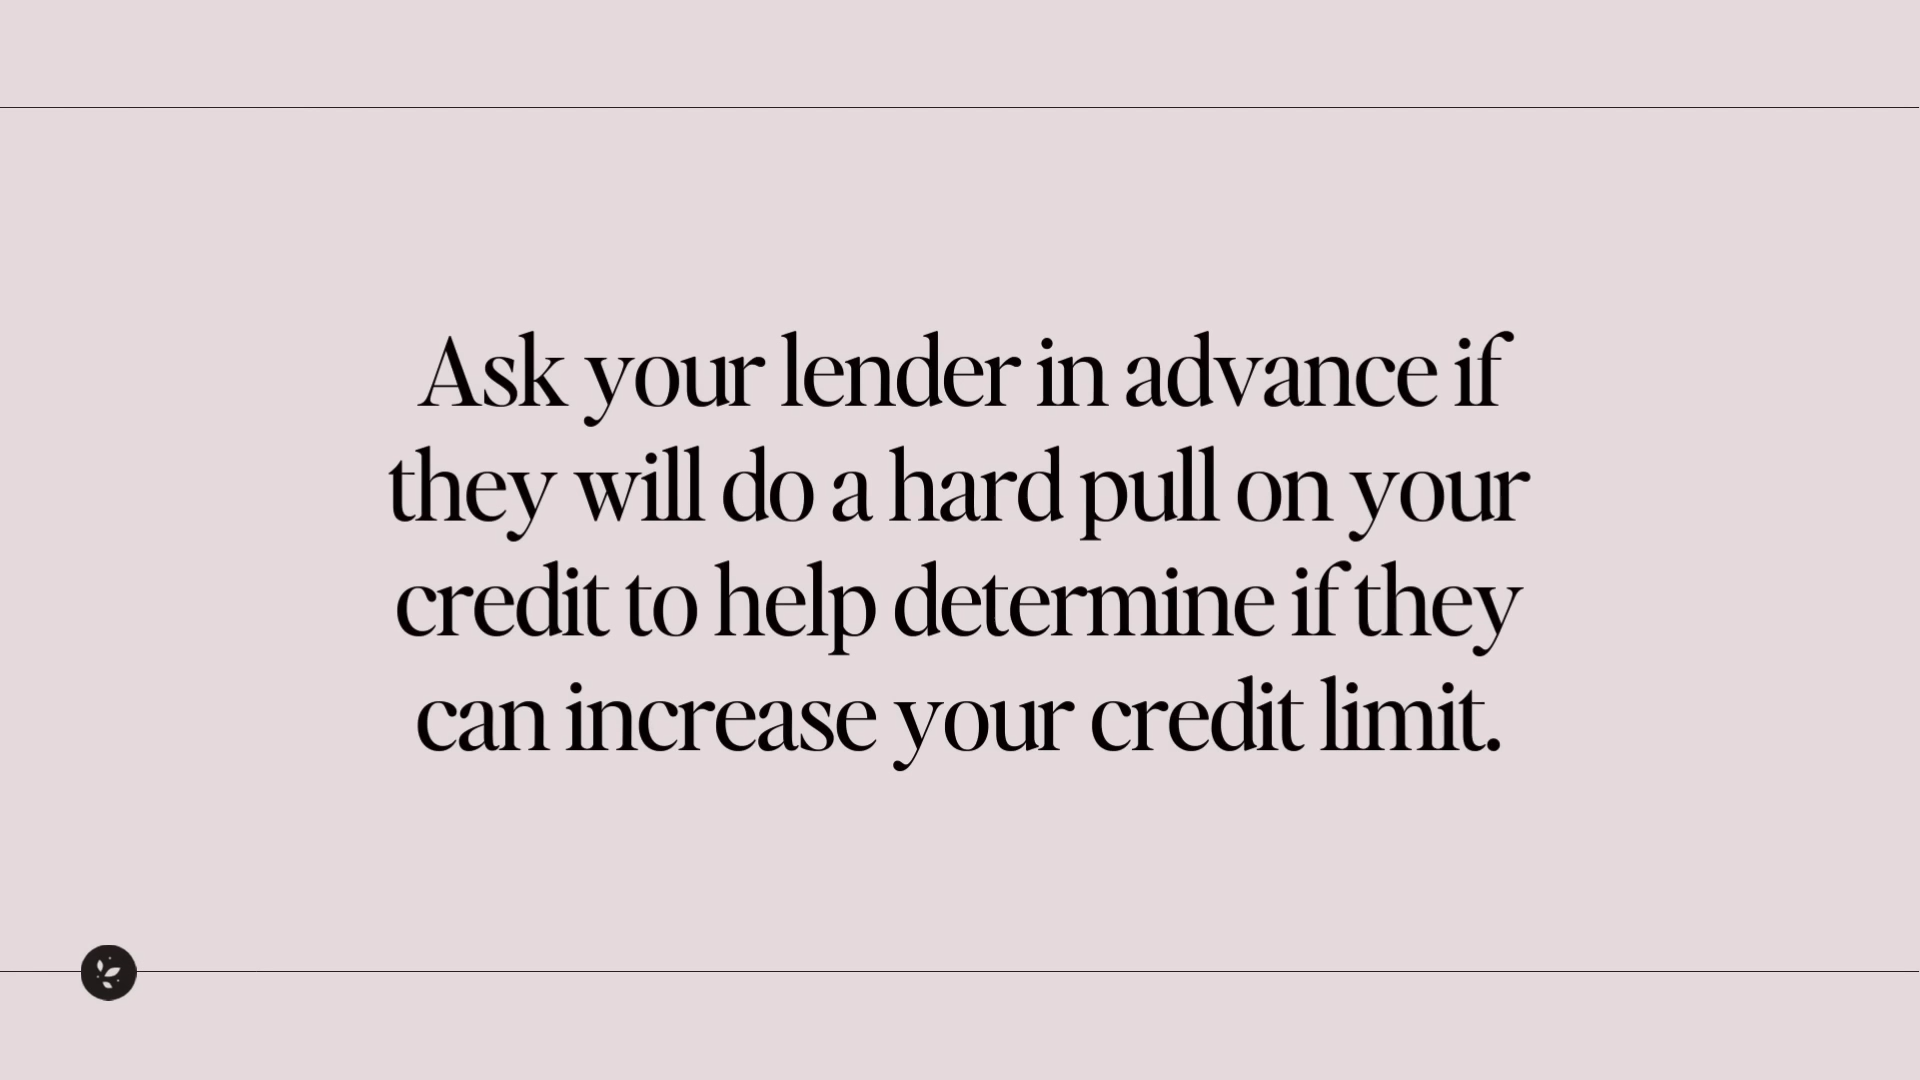 Ask your lender in advance if
they will do a hard pull on your
credit to help determine if they
can increase your credit limit.